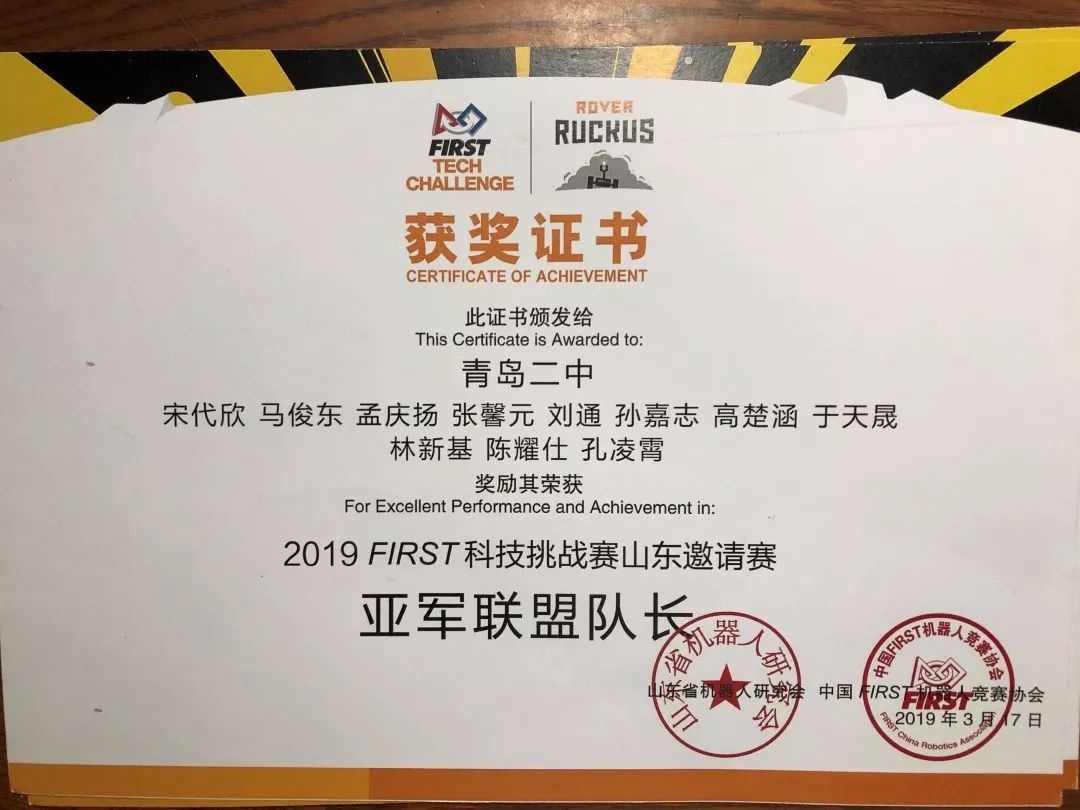 FIRST
TECH
CHALLENGE
ROVER
RUCKUS
获奖证书
CERTIFICATE OF ACHIEVEMENT
此证书颁发给
This Certificate is Awarded to:
青岛二中
宋代欣 马俊东 孟庆扬 张馨元 刘通 孙嘉志 高楚涵 于天晟
林新基 陈耀仕 孔凌霄
奖励其荣获
For Excellent Performance and Achievement in:
2019 FIRST 科技挑战赛山东邀请赛
亚军联盟队长
山东省机器人研究会
中国FIRST机器人竞赛协会
FIRST
FIRST China Robotics Association
山东省机器人研究会 中国 FIRST 机器人竞赛协会
2019 年 3 月 17 日